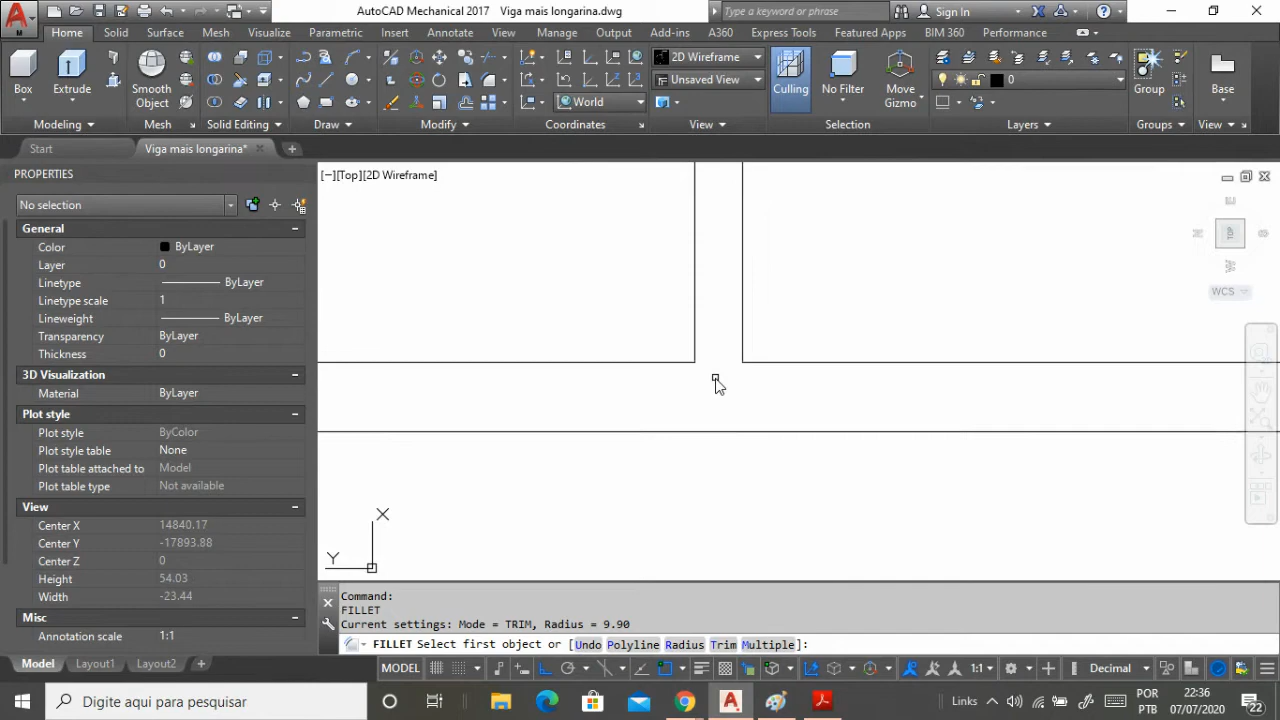 AutoCAD Mechanical 2017 Viga mais longarina.dwg
Type a keyword or phrase
Sign In
M
Home Solid Surface Mesh Visualize Parametric Insert Annotate View Manage Output Add-ins A360 Express Tools Featured Apps BIM 360 Performance
2D Wireframe
Unsaved View
World
0
Box Extrude Smooth Object Culling No Filter Move Gizmo Group Base
Modeling Mesh Solid Editing Draw Modify Coordinates View Selection Layers Groups View
Start Viga mais longarina*
PROPERTIES
[−][Top][2D Wireframe]
No selection
General
Color ByLayer
Layer 0
Linetype ByLayer
Linetype scale 1
Lineweight ByLayer
Transparency ByLayer
Thickness 0
3D Visualization
Material ByLayer
Plot style
Plot style ByColor
Plot style table None
Plot table attached to Model
Plot table type Not available
View
Center X 14840.17
Center Y -17893.88
Center Z 0
Height 54.03
Width -23.44
Misc
Annotation scale 1:1
TOP
WCS
X
Y
Command:
FILLET
Current settings: Mode = TRIM, Radius = 9.90
FILLET Select first object or [Undo Polyline Radius Trim Multiple]:
Model Layout1 Layout2
MODEL 1:1 Decimal
Digite aqui para pesquisar
Links
POR
PTB
22:36
07/07/2020
22